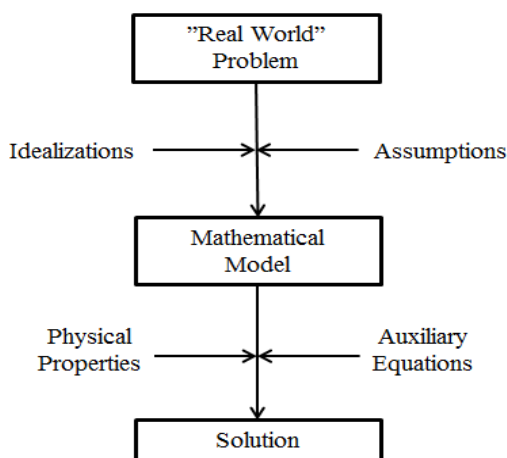 ”Real World”
Problem
Idealizations
Assumptions
Mathematical
Model
Physical
Properties
Auxiliary
Equations
Solution